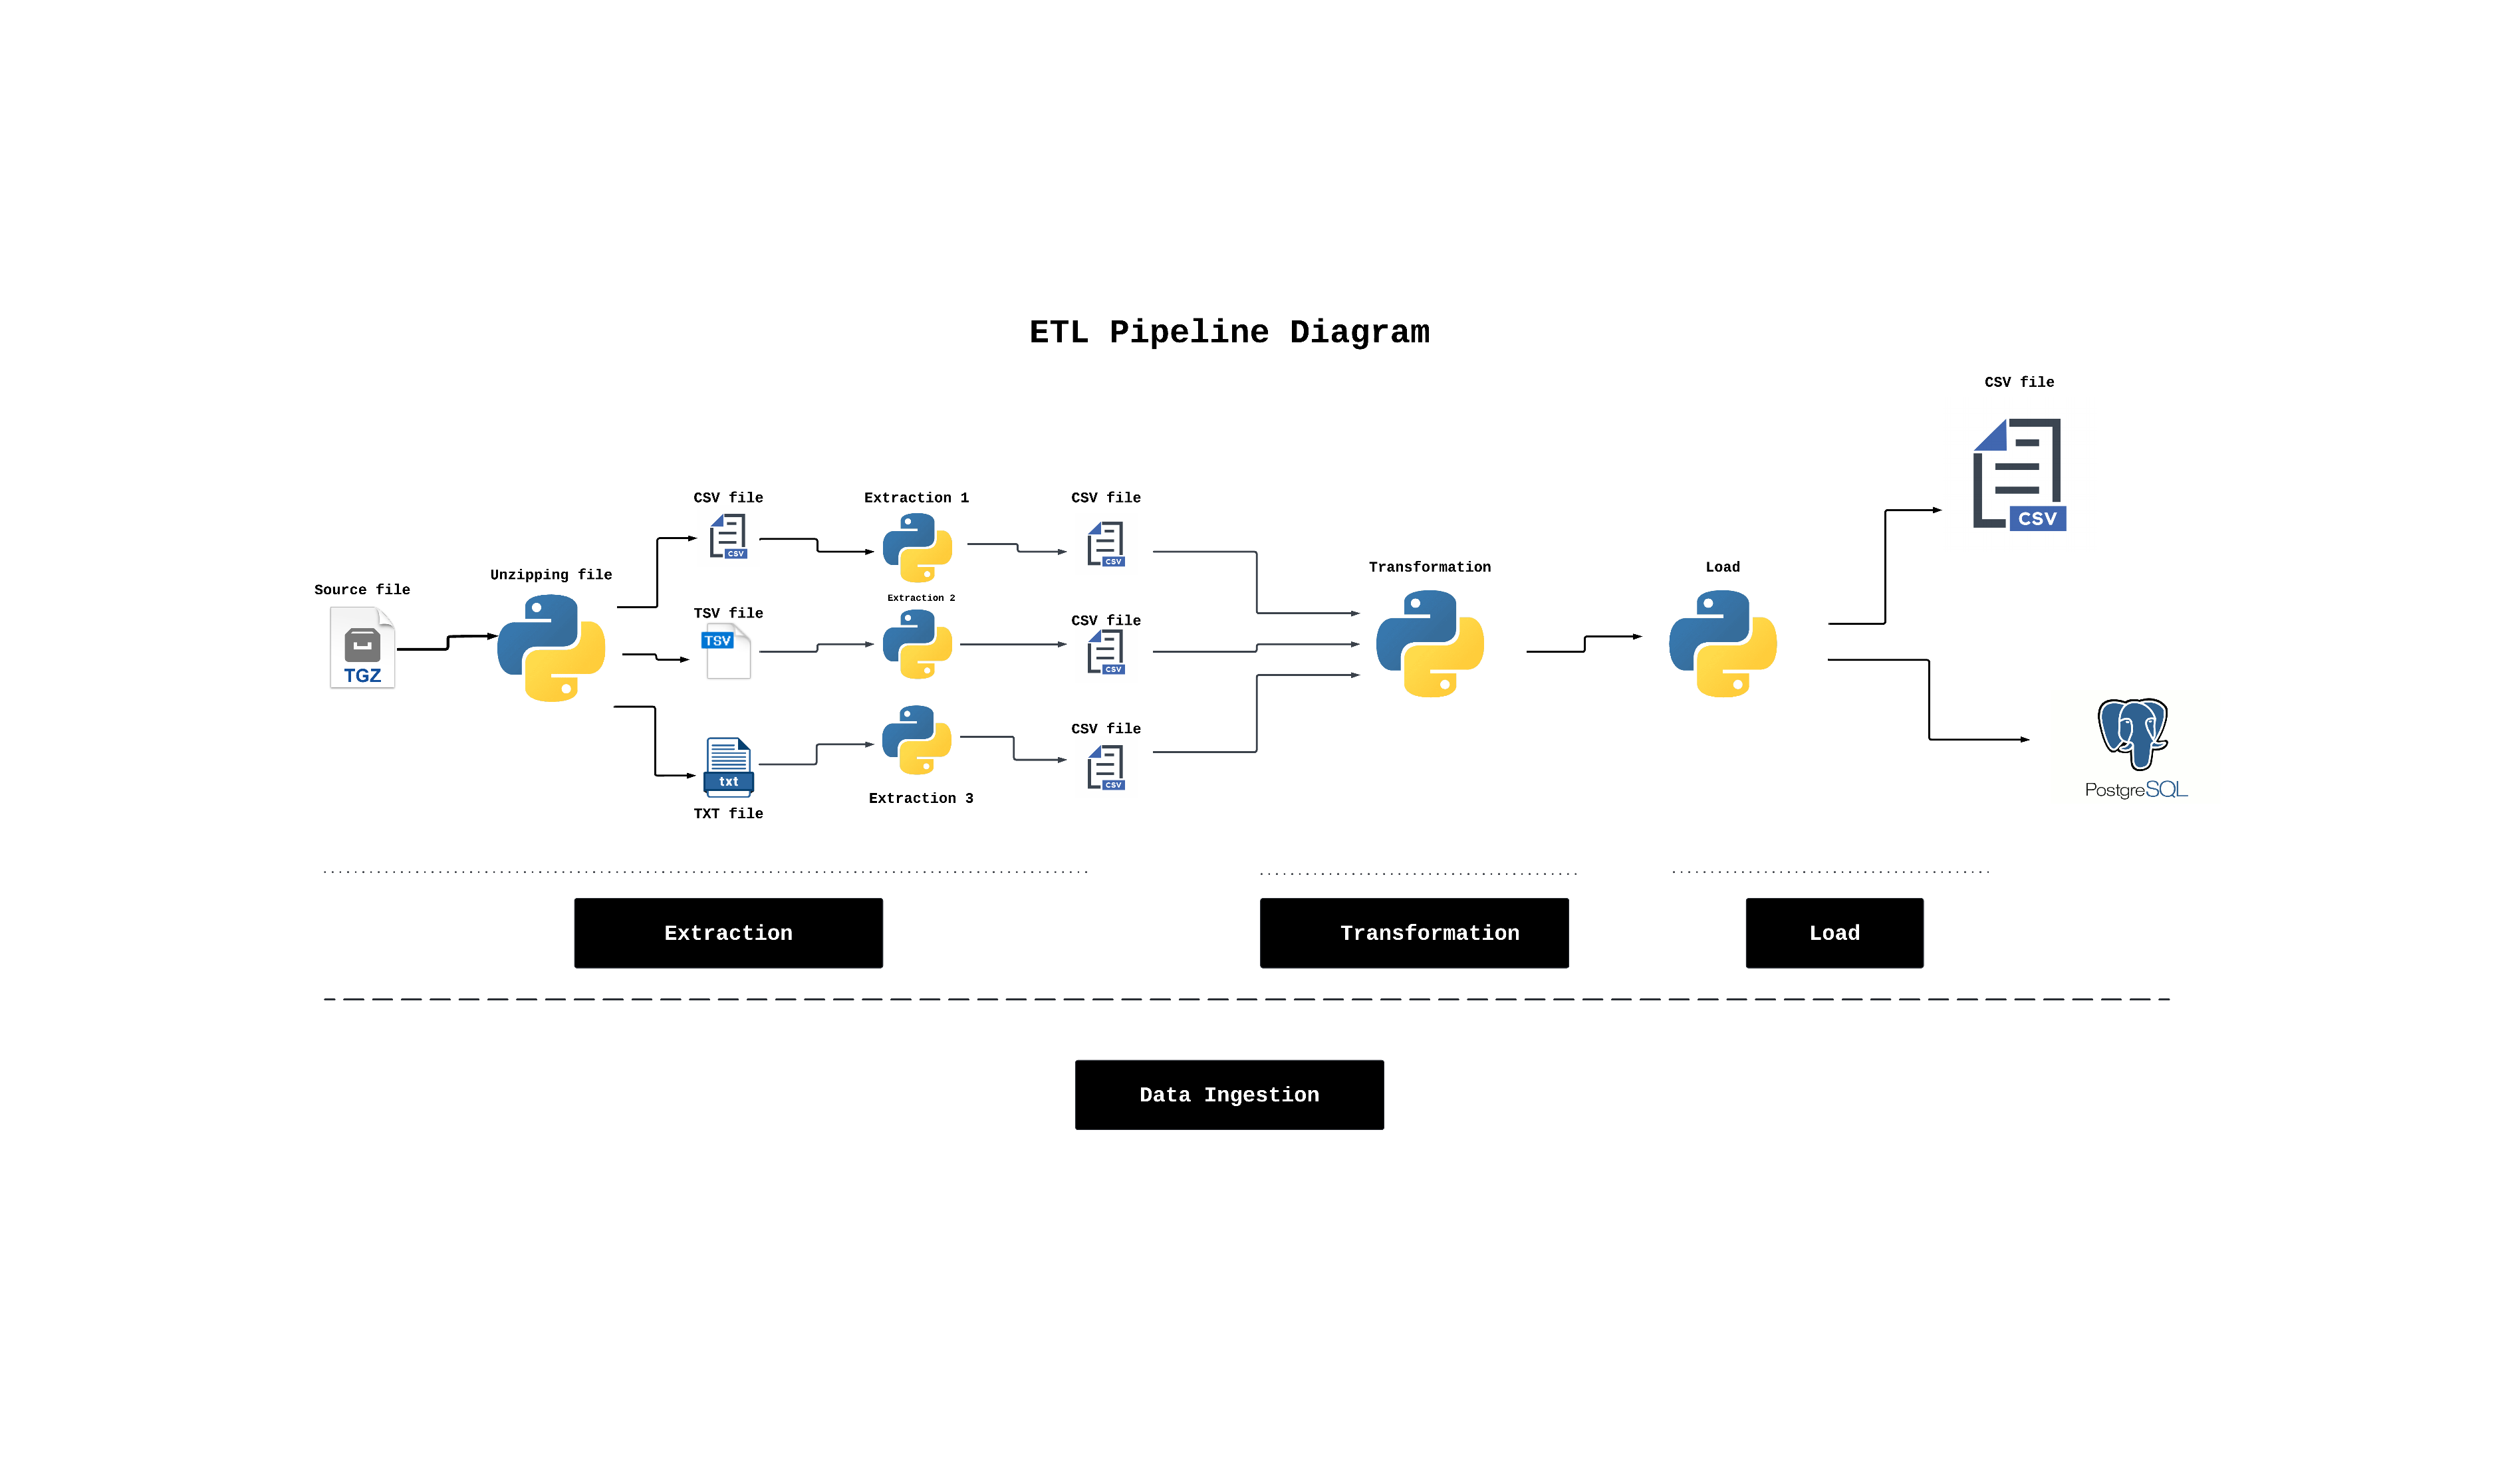 ETL Pipeline Diagram
CSV file
CSV
CSV file
Extraction 1
CSV file
CSV
CSV
Source file
TGZ
Unzipping file
TSV file
TSV
Extraction 2
CSV file
CSV
Transformation
Load
txt
TXT file
Extraction 3
CSV file
CSV
PostgreSQL
Extraction
Transformation
Load
Data Ingestion